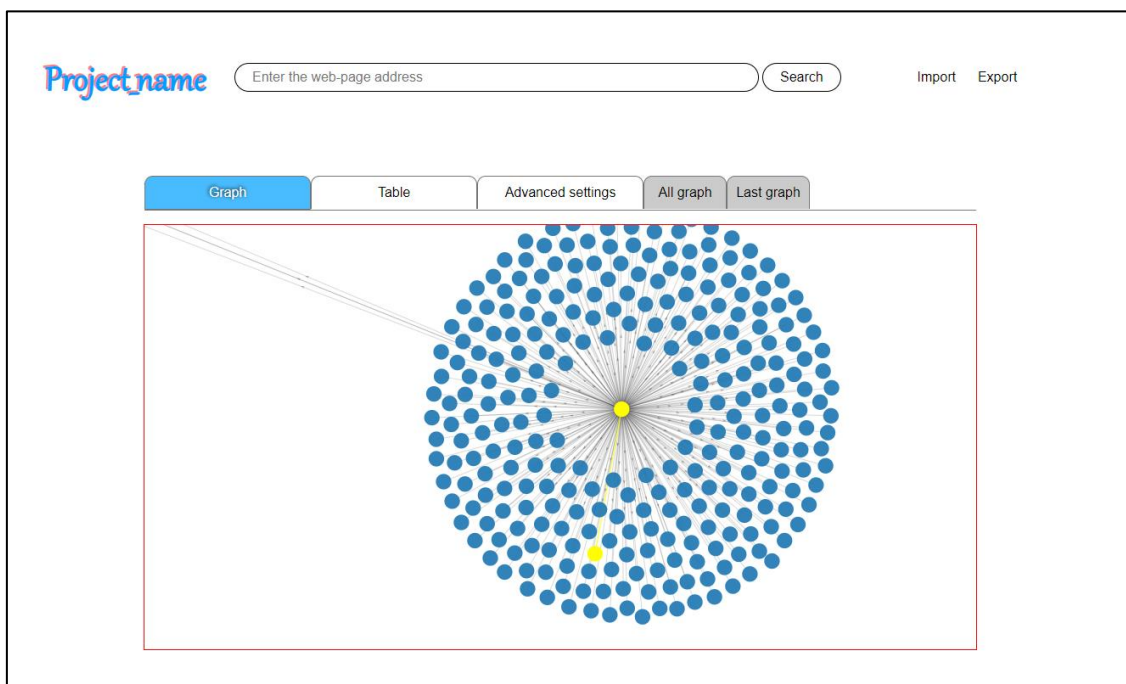 Project_name Enter the web-page address Search Import Export
Graph Table Advanced settings All graph Last graph